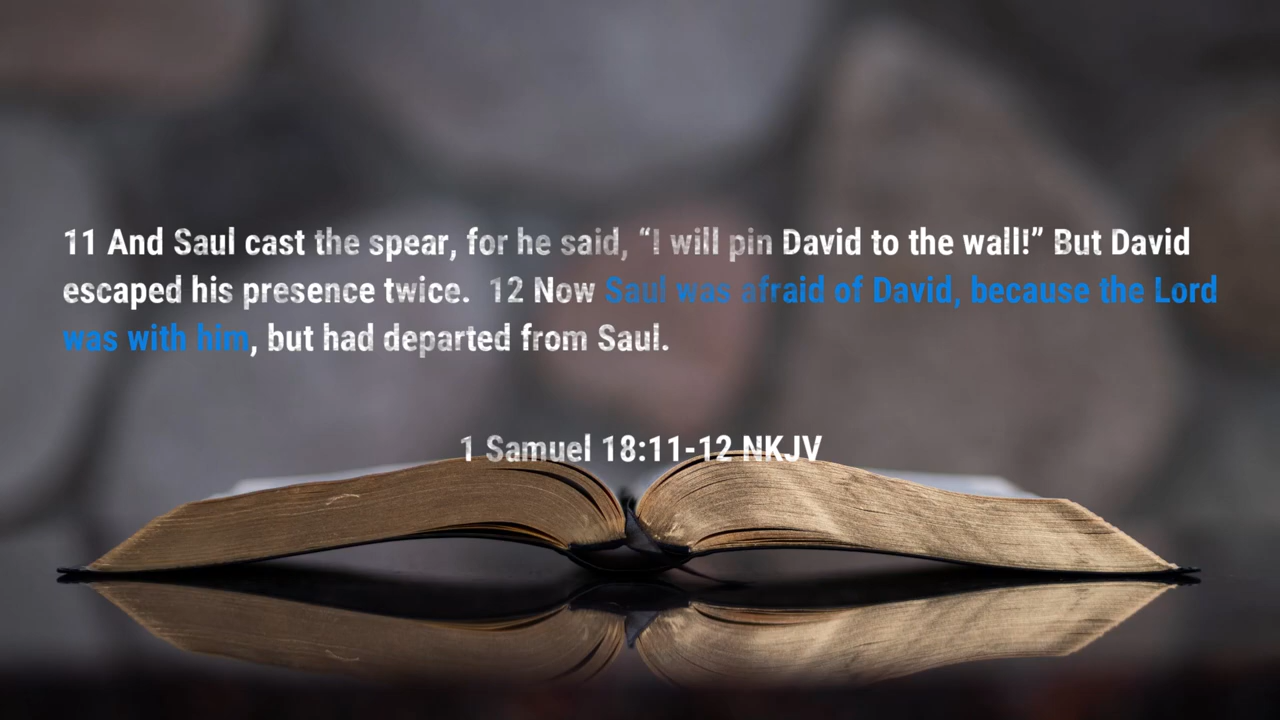 11 And Saul cast the spear, for he said, “I will pin David to the wall!” But David
escaped his presence twice.  12 Now Saul was afraid of David, because the Lord
was with him, but had departed from Saul.
1 Samuel 18:11-12 NKJV